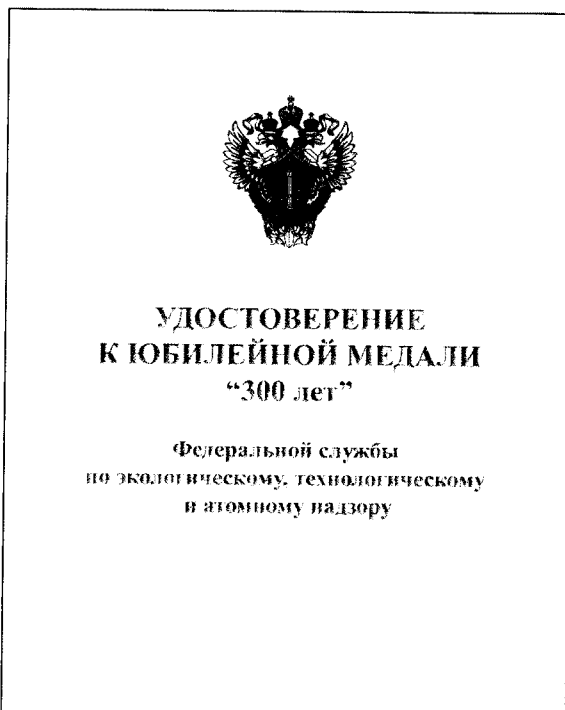 УДОСТОВЕРЕНИЕ
К ЮБИЛЕЙНОЙ МЕДАЛИ
“300 лет”
Федеральной службы
по экологическому, технологическому
и атомному надзору